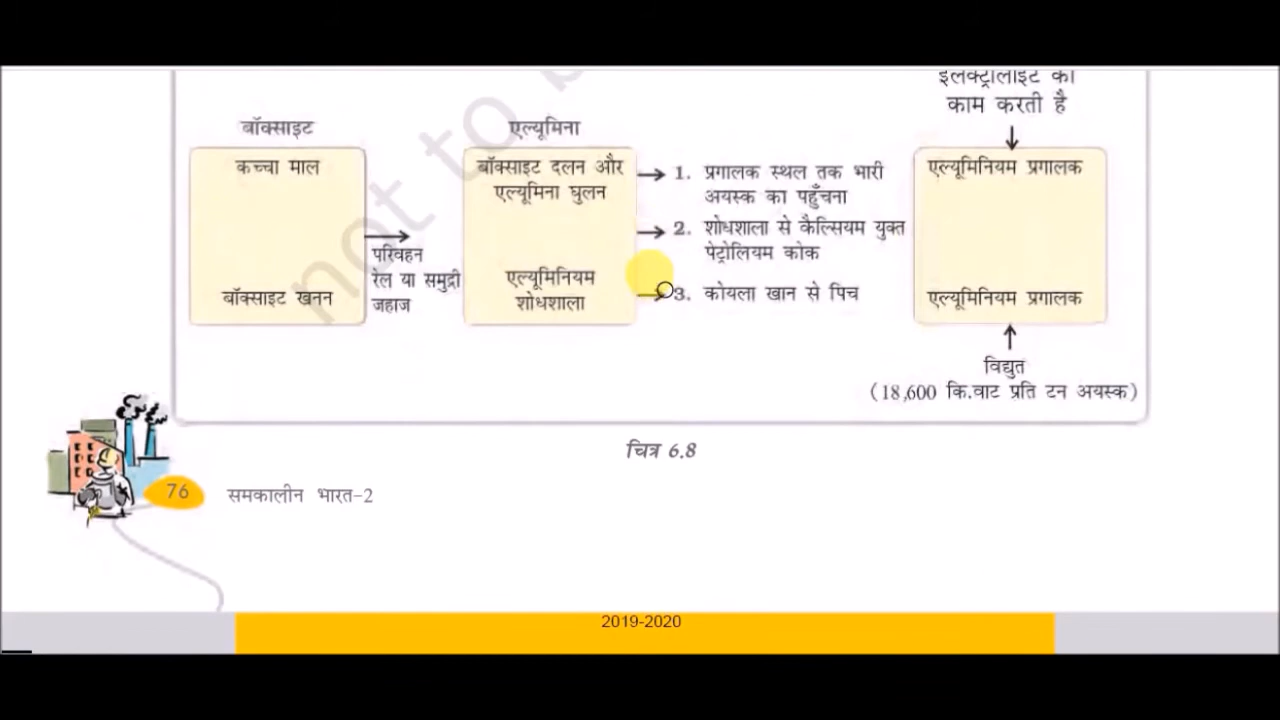 इलेक्ट्रोलाइट का
काम करती है
बॉक्साइट
कच्चा माल
बॉक्साइट खनन
परिवहन
रेल या समुद्री
जहाज
एल्यूमिना
बॉक्साइट दलन और
एल्यूमिना घुलन
एल्यूमिनियम
शोधशाला
1. प्रगालक स्थल तक भारी
अयस्क का पहुँचना
2. शोधशाला से कैल्सियम युक्त
पेट्रोलियम कोक
3. कोयला खान से पिच
एल्यूमिनियम प्रगालक
एल्यूमिनियम प्रगालक
विद्युत
(18,600 कि.वाट प्रति टन अयस्क)
चित्र 6.8
76 समकालीन भारत-2
2019-2020
not to b